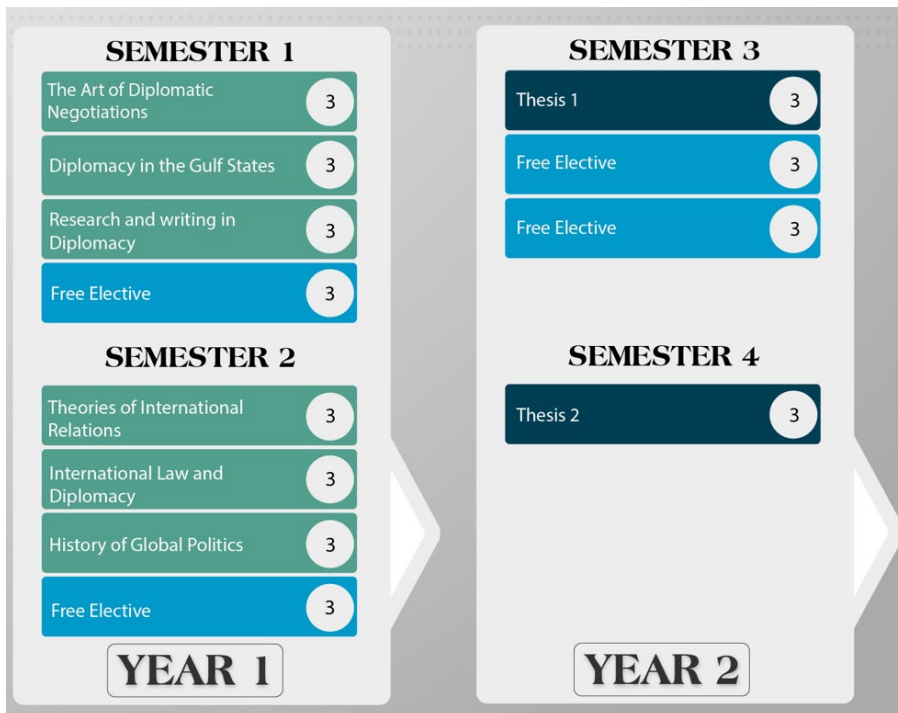 SEMESTER 1
The Art of Diplomatic
Negotiations
3
Diplomacy in the Gulf States
3
Research and writing in
Diplomacy
3
Free Elective
3
SEMESTER 2
Theories of International
Relations
3
International Law and
Diplomacy
3
History of Global Politics
3
Free Elective
3
YEAR 1
SEMESTER 3
Thesis 1
3
Free Elective
3
Free Elective
3
SEMESTER 4
Thesis 2
3
YEAR 2